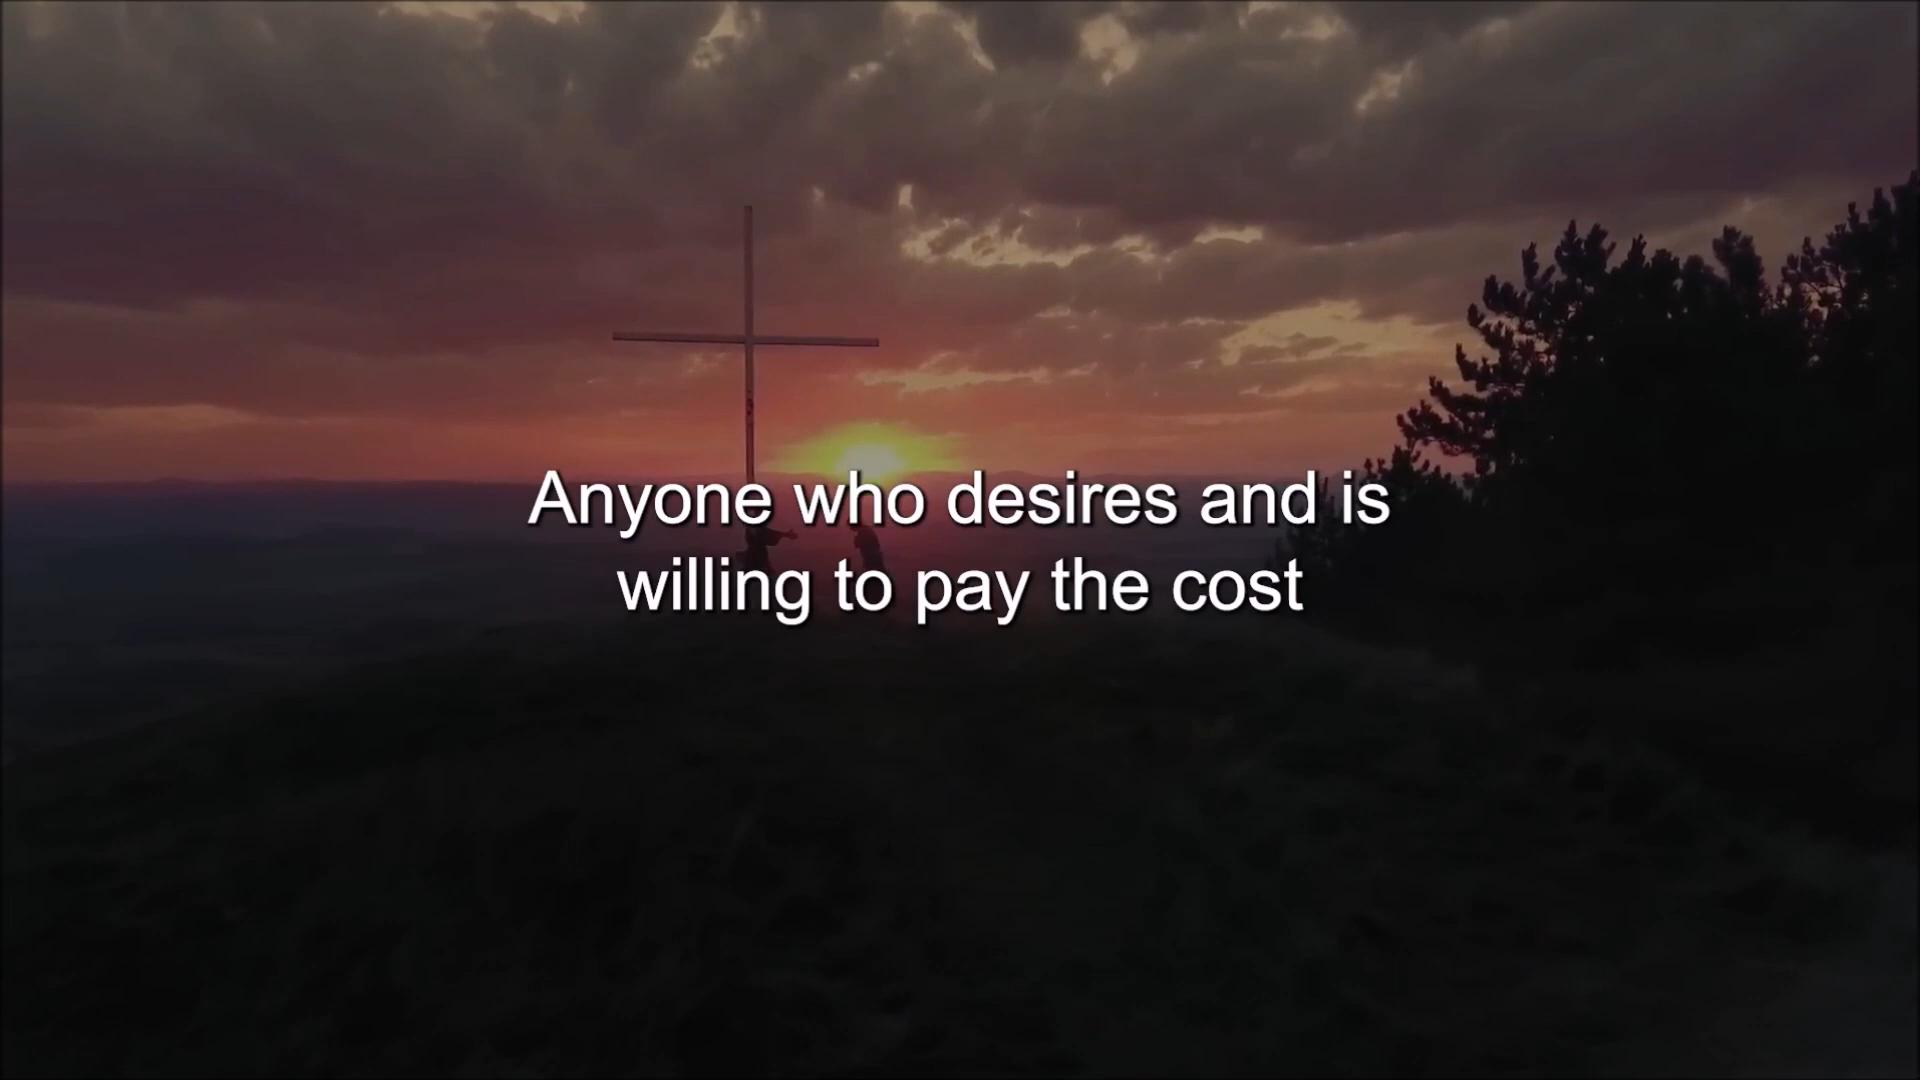 Anyone who desires and is
willing to pay the cost